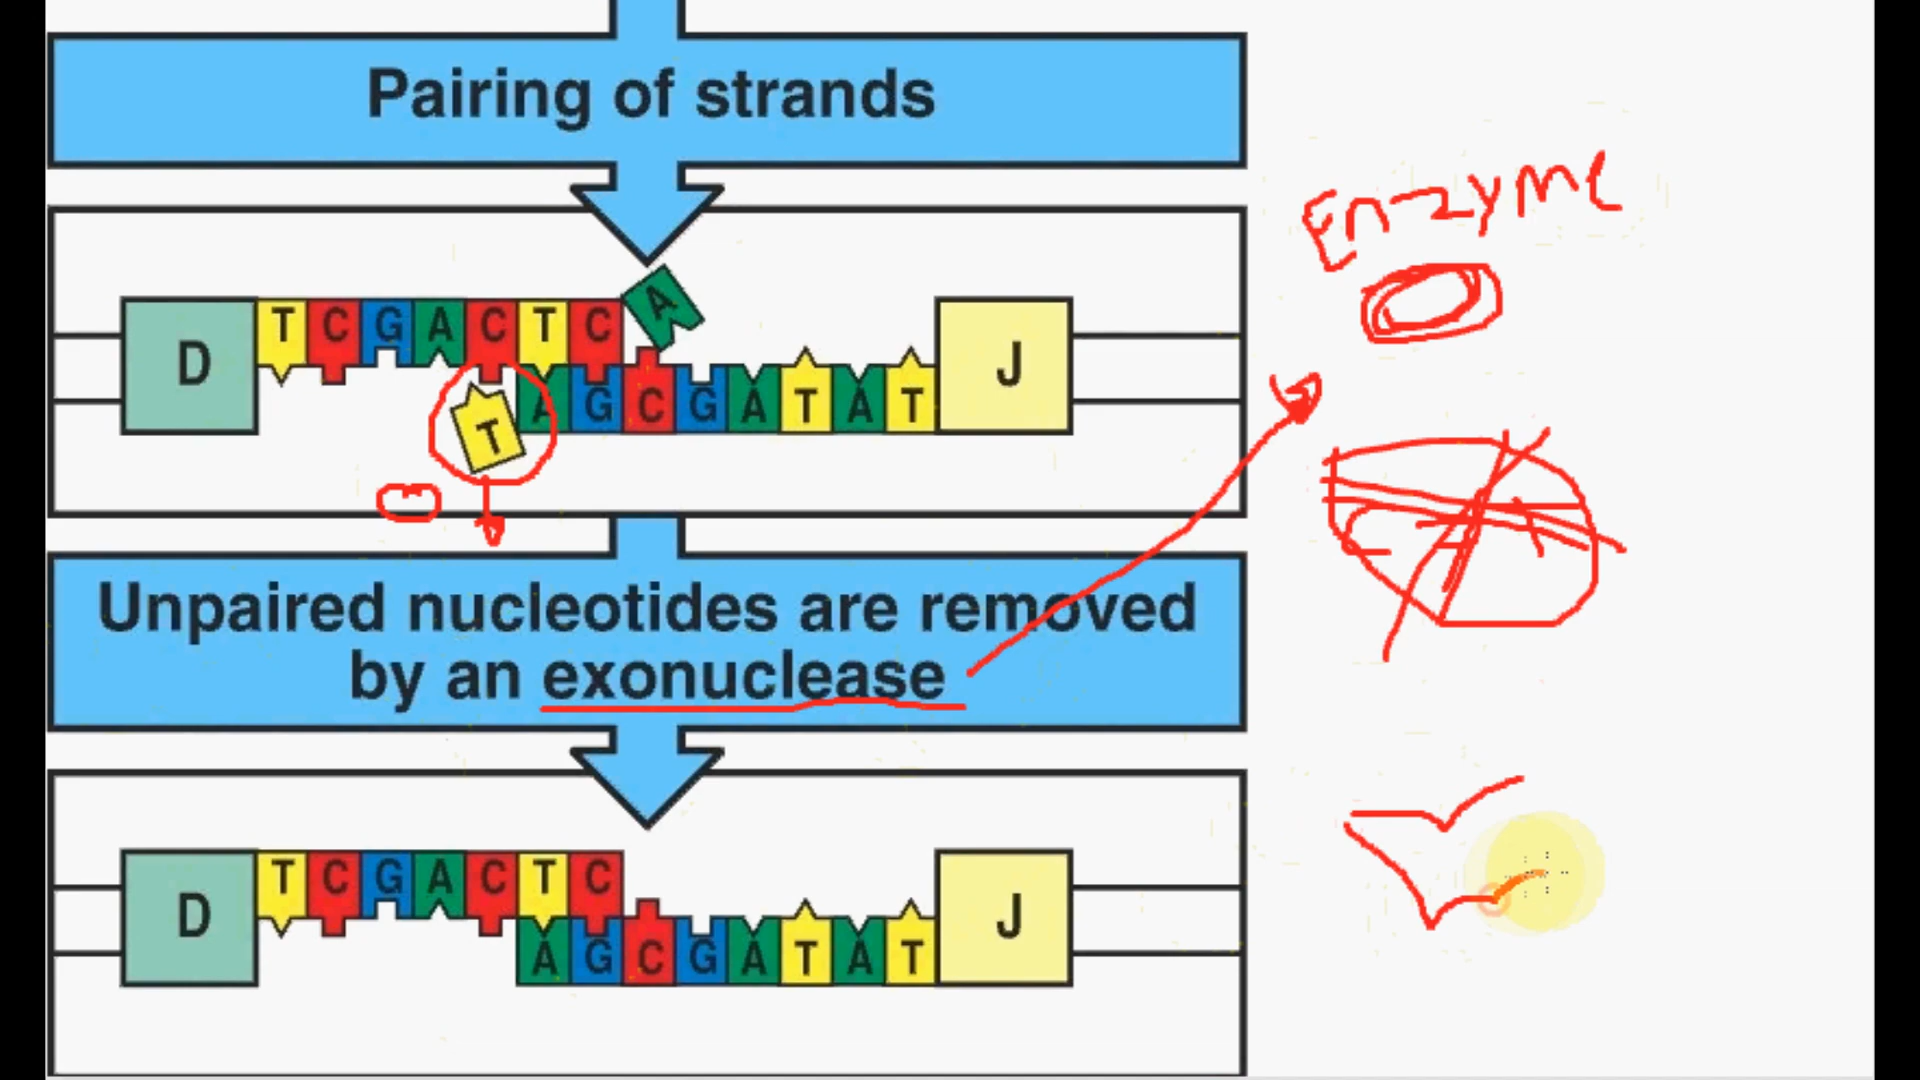 Pairing of strands
Enzyme
A
D T C G A C T C J
T A G C G A T A T
Unpaired nucleotides are removed
by an exonuclease
D T C G A C T C J
A G C G A T A T